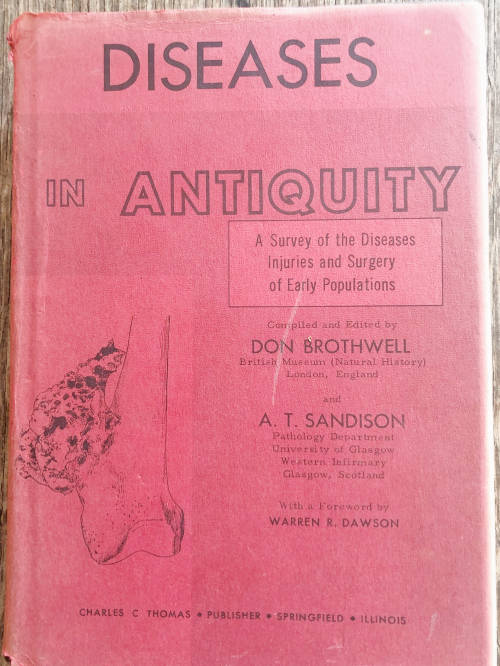 DISEASES
IN ANTIQUITY
A Survey of the Diseases
Injuries and Surgery
of Early Populations
Compiled and Edited by
DON BROTHWELL
British Museum (Natural History)
London, England
and
A. T. SANDISON
Pathology Department
University of Glasgow
Western Infirmary
Glasgow, Scotland
With a Foreword by
WARREN R. DAWSON
CHARLES C THOMAS • PUBLISHER • SPRINGFIELD • ILLINOIS